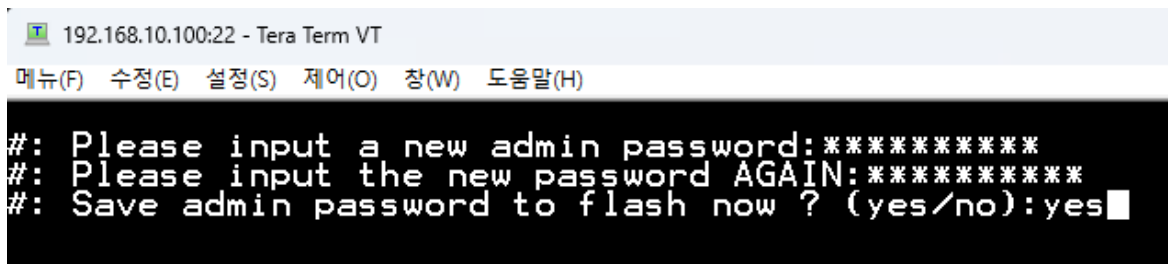 192.168.10.100:22 - Tera Term VT
메뉴(F) 수정(E) 설정(S) 제어(O) 창(W) 도움말(H)
#: Please input a new admin password:**********
#: Please input the new password AGAIN:**********
#: Save admin password to flash now ? (yes/no):yes